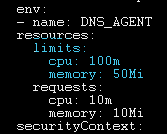 env:
- name: DNS_AGENT
resources:
  limits:
    cpu: 100m
    memory: 50Mi
  requests:
    cpu: 10m
    memory: 10Mi
securityContext: